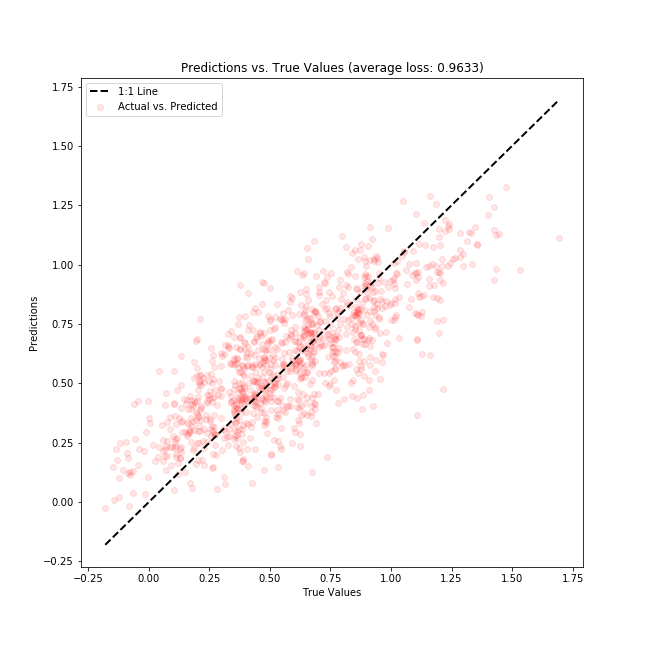 Predictions vs. True Values (average loss: 0.9633)
1:1 Line
Actual vs. Predicted
1.75
1.50
1.25
1.00
0.75
0.50
0.25
0.00
−0.25
Predictions
−0.25 0.00 0.25 0.50 0.75 1.00 1.25 1.50 1.75
True Values